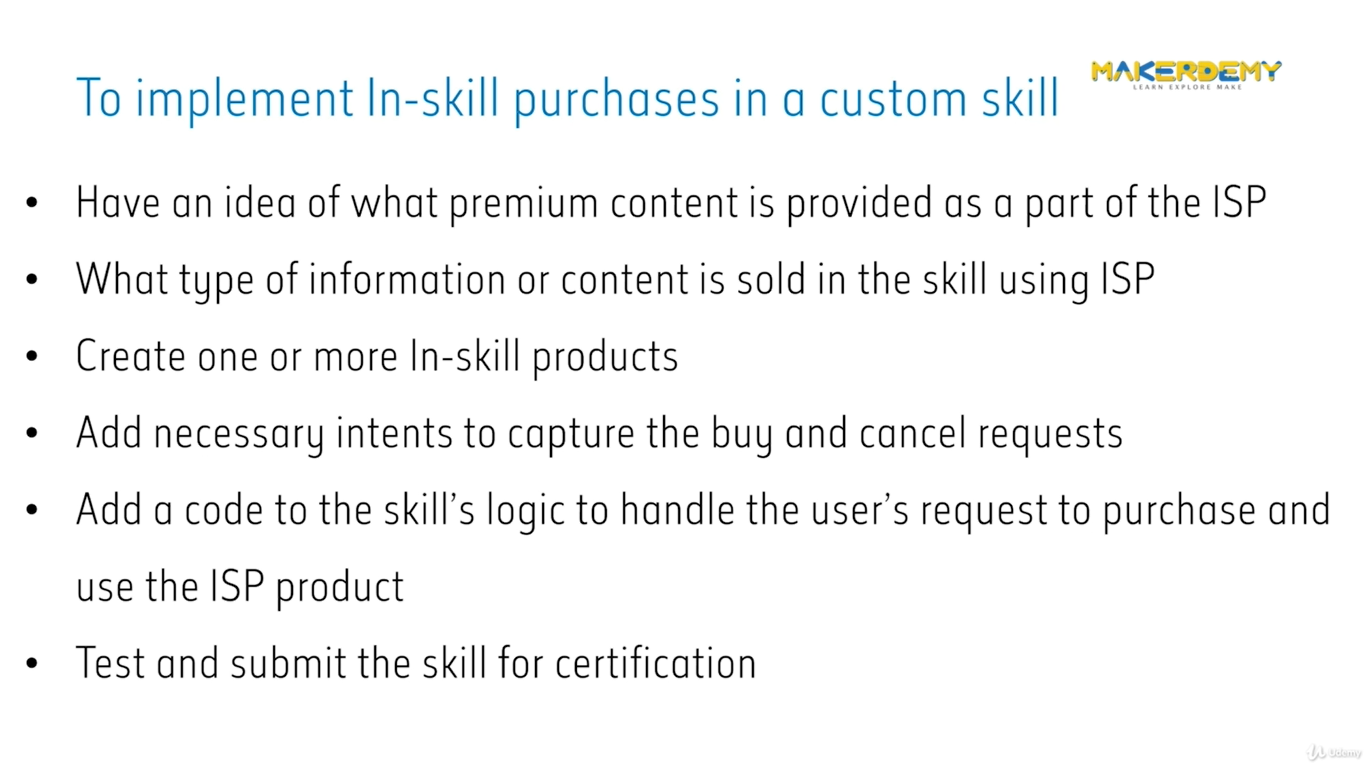 To implement In-skill purchases in a custom skill
MAKERDEMY
LEARN EXPLORE MAKE
• Have an idea of what premium content is provided as a part of the ISP
• What type of information or content is sold in the skill using ISP
• Create one or more In-skill products
• Add necessary intents to capture the buy and cancel requests
• Add a code to the skill’s logic to handle the user’s request to purchase and
use the ISP product
• Test and submit the skill for certification
Udemy